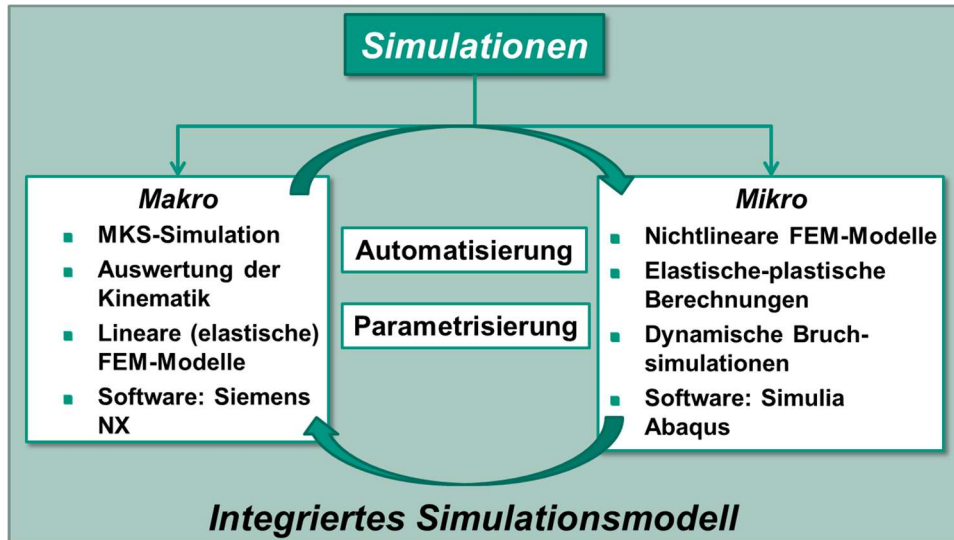 Simulationen
Makro
MKS-Simulation
Auswertung der
Kinematik
Lineare (elastische)
FEM-Modelle
Software: Siemens
NX
Automatisierung
Parametrisierung
Mikro
Nichtlineare FEM-Modelle
Elastische-plastische
Berechnungen
Dynamische Bruch-
simulationen
Software: Simulia
Abaqus
Integriertes Simulationsmodell